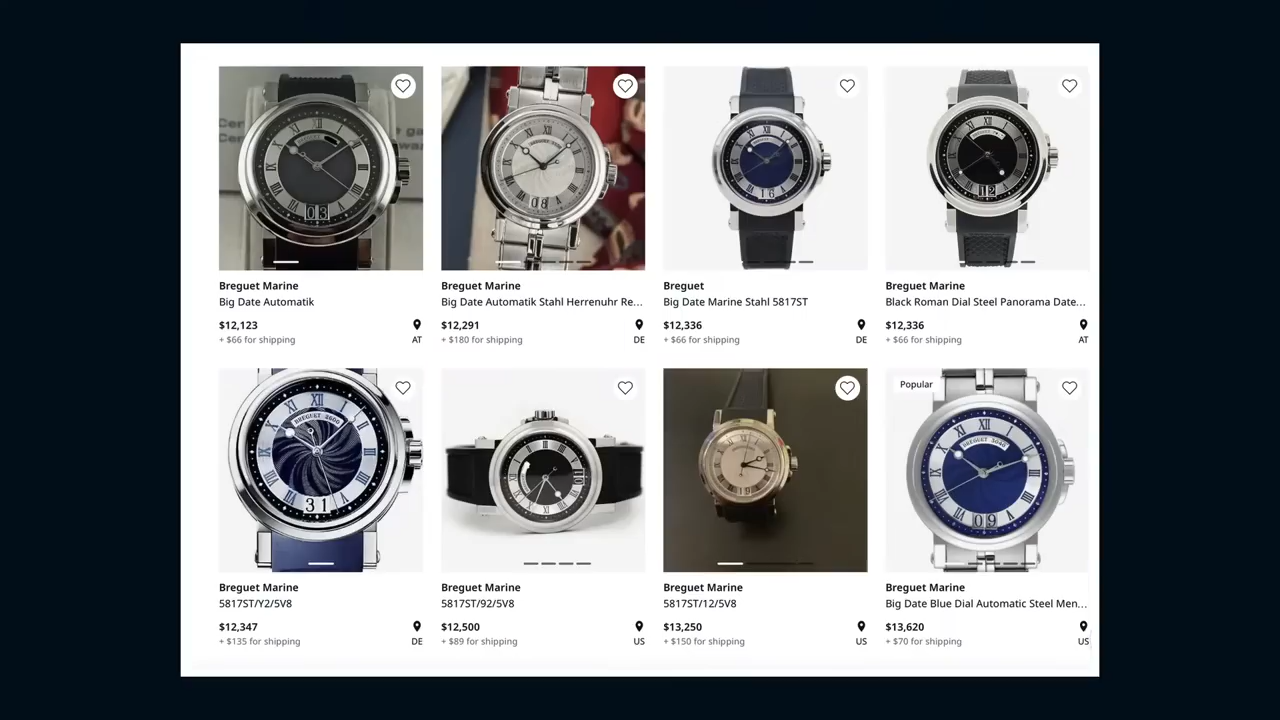 Breguet Marine
Big Date Automatik
$12,123
+ $66 for shipping
AT
Breguet Marine
Big Date Automatik Stahl Herrenuhr Re...
$12,291
+ $180 for shipping
DE
Breguet
Big Date Marine Stahl 5817ST
$12,336
+ $66 for shipping
DE
Breguet Marine
Black Roman Dial Steel Panorama Date...
$12,336
+ $66 for shipping
AT
BREGUET
31
Breguet Marine
5817ST/Y2/5V8
$12,347
+ $135 for shipping
DE
Breguet Marine
5817ST/92/5V8
$12,500
+ $89 for shipping
US
Breguet Marine
5817ST/12/5V8
$13,250
+ $150 for shipping
US
Popular
BREGUET
09
Breguet Marine
Big Date Blue Dial Automatic Steel Men...
$13,620
+ $70 for shipping
US